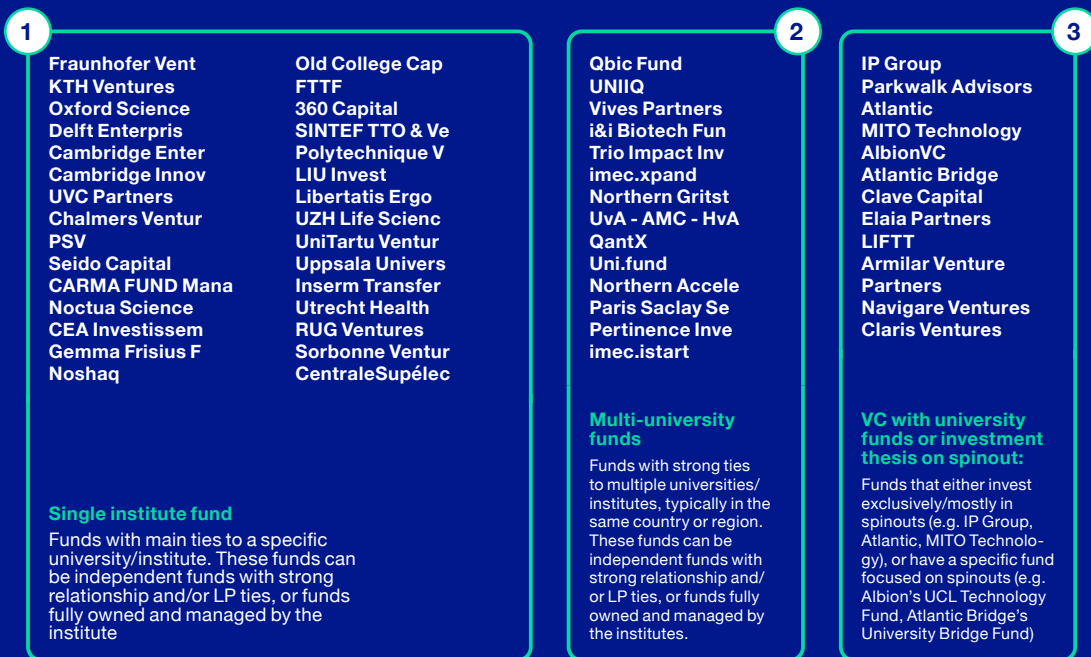 1
Fraunhofer Vent
KTH Ventures
Oxford Science
Delft Enterpris
Cambridge Enter
Cambridge Innov
UVC Partners
Chalmers Ventur
PSV
Seido Capital
CARMA FUND Mana
Noctua Science
CEA Investissem
Gemma Frisius F
Noshaq
Old College Cap
FTTF
360 Capital
SINTEF TTO & Ve
Polytechnique V
LIU Invest
Libertatis Ergo
UZH Life Scienc
UniTartu Ventur
Uppsala Univers
Inserm Transfer
Utrecht Health
RUG Ventures
Sorbonne Ventur
CentraleSupélec
Single institute fund
Funds with main ties to a specific
university/institute. These funds can
be independent funds with strong
relationship and/or LP ties, or funds
fully owned and managed by the
institute
2
Qbic Fund
UNIIQ
Vives Partners
i&i Biotech Fun
Trio Impact Inv
imec.xpand
Northern Gritst
UvA - AMC - HvA
QantX
Uni.fund
Northern Accele
Paris Saclay Se
Pertinence Inve
imec.istart
Multi-university
funds
Funds with strong ties
to multiple universities/
institutes, typically in the
same country or region.
These funds can be
independent funds with
strong relationship and/
or LP ties, or funds fully
owned and managed by
the institutes.
3
IP Group
Parkwalk Advisors
Atlantic
MITO Technology
AlbionVC
Atlantic Bridge
Clave Capital
Elaia Partners
LIFTT
Armilar Venture
Partners
Navigare Ventures
Claris Ventures
VC with university
funds or investment
thesis on spinout:
Funds that either invest
exclusively/mostly in
spinouts (e.g. IP Group,
Atlantic, MITO Technolo-
gy), or have a specific fund
focused on spinouts (e.g.
Albion's UCL Technology
Fund, Atlantic Bridge's
University Bridge Fund)